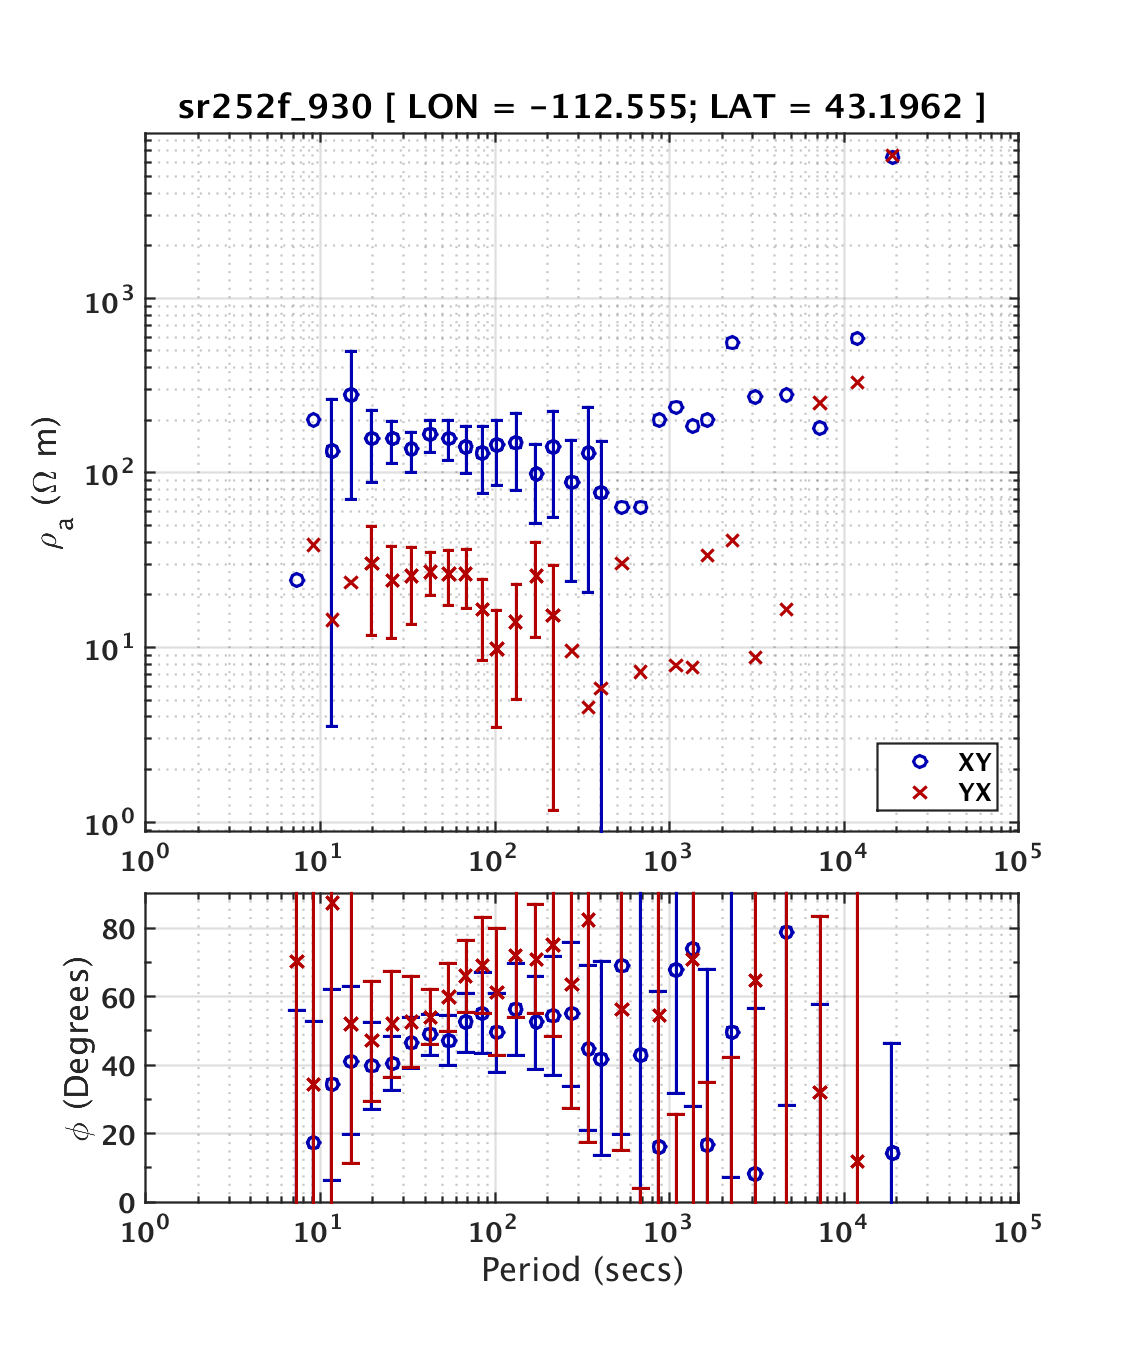 sr252f_930 [ LON = -112.555; LAT = 43.1962 ]
10^3
10^2
10^1
10^0
ρa (Ω m)
XY
YX
10^0 10^1 10^2 10^3 10^4 10^5
80
60
40
20
0
ϕ (Degrees)
10^0 10^1 10^2 10^3 10^4 10^5
Period (secs)